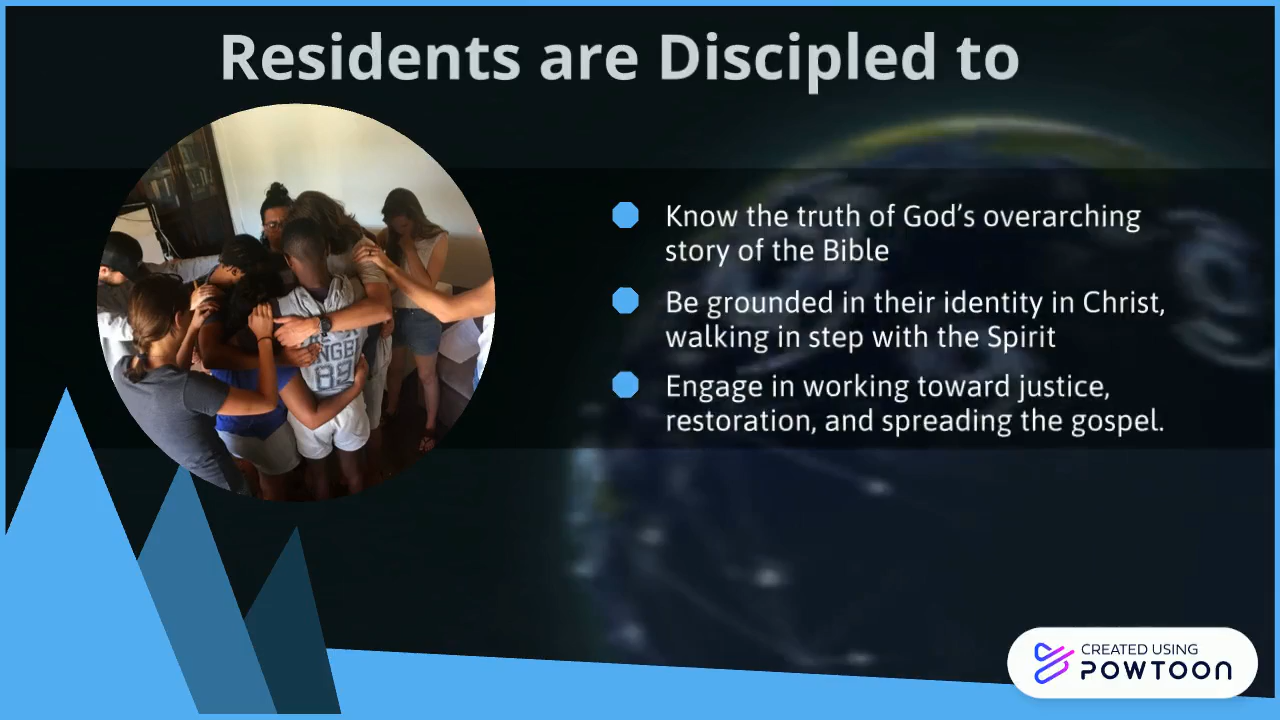 Residents are Discipled to
Know the truth of God’s overarching
story of the Bible
Be grounded in their identity in Christ,
walking in step with the Spirit
Engage in working toward justice,
restoration, and spreading the gospel.
89
CREATED USING
POWTOON